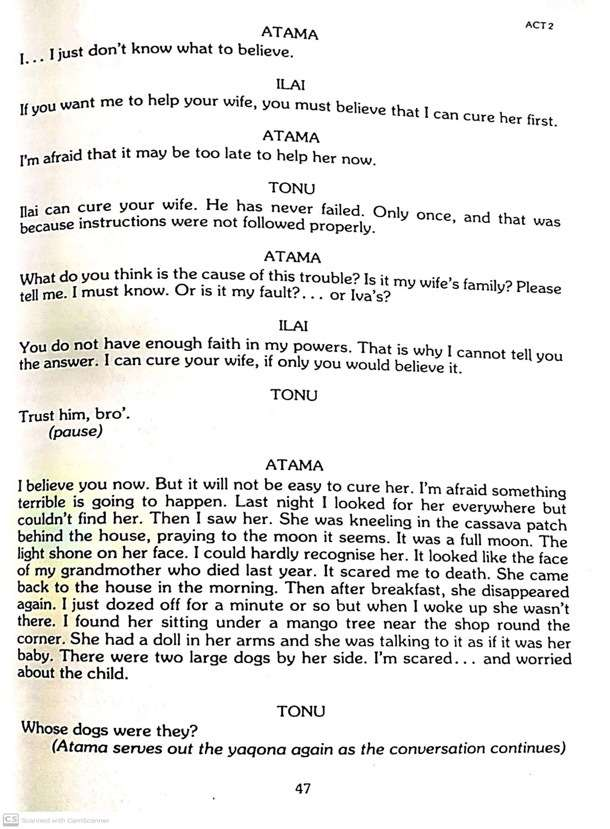 ACT 2
ATAMA
I... I just don't know what to believe.
ILAI
If you want me to help your wife, you must believe that I can cure her first.
ATAMA
I'm afraid that it may be too late to help her now.
TONU
Ilai can cure your wife. He has never failed. Only once, and that was
because instructions were not followed properly.
ATAMA
What do you think is the cause of this trouble? Is it my wife's family? Please
tell me. I must know. Or is it my fault?... or Iva's?
ILAI
You do not have enough faith in my powers. That is why I cannot tell you
the answer. I can cure your wife, if only you would believe it.
TONU
Trust him, bro'.
(pause)
ATAMA
I believe you now. But it will not be easy to cure her. I'm afraid something
terrible is going to happen. Last night I looked for her everywhere but
couldn't find her. Then I saw her. She was kneeling in the cassava patch
behind the house, praying to the moon it seems. It was a full moon. The
light shone on her face. I could hardly recognise her. It looked like the face
of my grandmother who died last year. It scared me to death. She came
back to the house in the morning. Then after breakfast, she disappeared
again. I just dozed off for a minute or so but when I woke up she wasn't
there. I found her sitting under a mango tree near the shop round the
corner. She had a doll in her arms and she was talking to it as if it was her
baby. There were two large dogs by her side. I'm scared... and worried
about the child.
TONU
Whose dogs were they?
(Atama serves out the yaqona again as the conversation continues)
47
CS Scanned with CamScanner